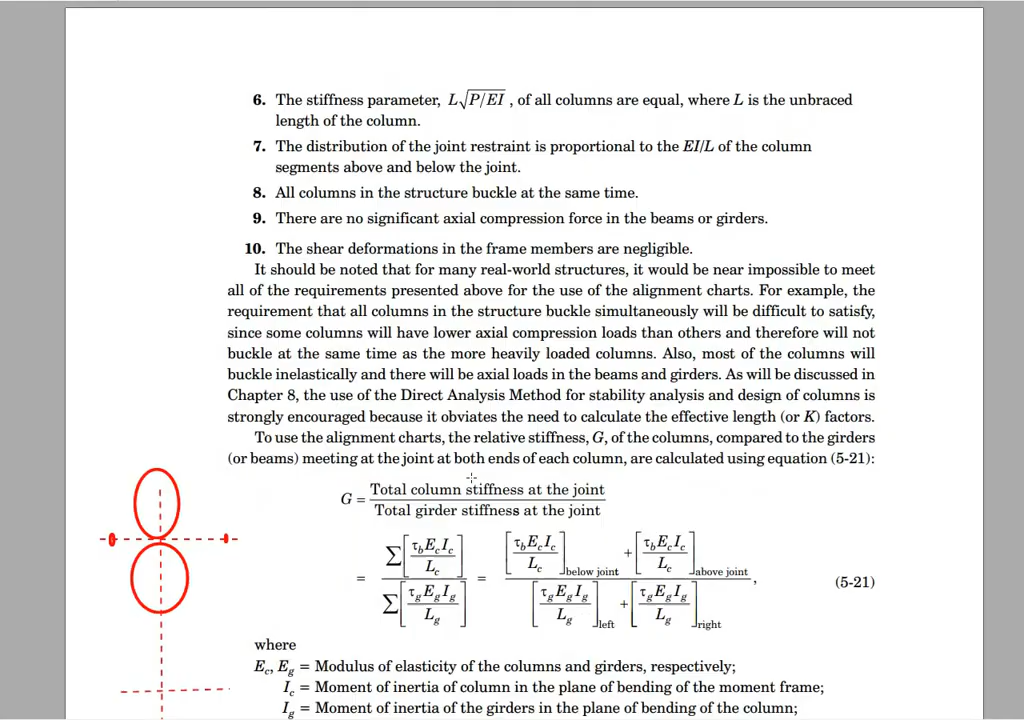 6. The stiffness parameter, L√P/EI , of all columns are equal, where L is the unbraced
length of the column.
7. The distribution of the joint restraint is proportional to the EI/L of the column
segments above and below the joint.
8. All columns in the structure buckle at the same time.
9. There are no significant axial compression force in the beams or girders.
10. The shear deformations in the frame members are negligible.
It should be noted that for many real-world structures, it would be near impossible to meet
all of the requirements presented above for the use of the alignment charts. For example, the
requirement that all columns in the structure buckle simultaneously will be difficult to satisfy,
since some columns will have lower axial compression loads than others and therefore will not
buckle at the same time as the more heavily loaded columns. Also, most of the columns will
buckle inelastically and there will be axial loads in the beams and girders. As will be discussed in
Chapter 8, the use of the Direct Analysis Method for stability analysis and design of columns is
strongly encouraged because it obviates the need to calculate the effective length (or K) factors.
To use the alignment charts, the relative stiffness, G, of the columns, compared to the girders
(or beams) meeting at the joint at both ends of each column, are calculated using equation (5-21):
G = Total column stiffness at the joint
Total girder stiffness at the joint
= ∑[τbEcIc / Lc] / ∑[τgEgIg / Lg] = ([τbEcIc / Lc]below joint + [τbEcIc / Lc]above joint) / ([τgEgIg / Lg]left + [τgEgIg / Lg]right), (5-21)
where
Ec, Eg = Modulus of elasticity of the columns and girders, respectively;
Ic = Moment of inertia of column in the plane of bending of the moment frame;
Ig = Moment of inertia of the girders in the plane of bending of the column;